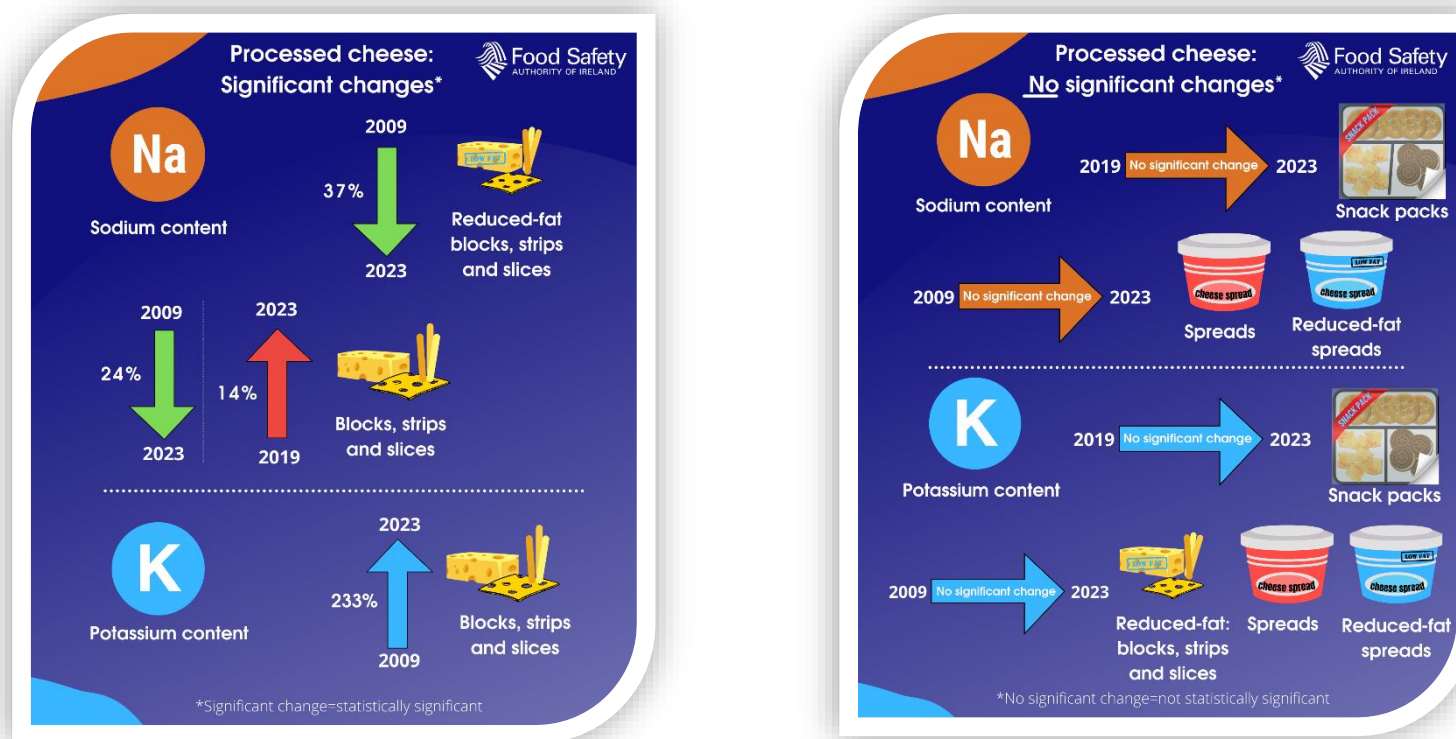 Processed cheese:
Significant changes*
Food Safety
AUTHORITY OF IRELAND
Na
Sodium content
2009
37%
2023
LOW FAT
Reduced-fat
blocks, strips
and slices
2009
24%
2023
2023
14%
2019
Blocks, strips
and slices
K
Potassium content
2023
233%
2009
Blocks, strips
and slices
*Significant change=statistically significant
Processed cheese:
No significant changes*
Food Safety
AUTHORITY OF IRELAND
Na
Sodium content
2019 No significant change 2023
SNACK PACK
Snack packs
2009 No significant change 2023
cheese spread
Spreads
LOW FAT
cheese spread
Reduced-fat
spreads
K
Potassium content
2019 No significant change 2023
SNACK PACK
Snack packs
2009 No significant change 2023
LOW FAT
Reduced-fat:
blocks, strips
and slices
cheese spread
Spreads
LOW FAT
cheese spread
Reduced-fat
spreads
*No significant change=not statistically significant